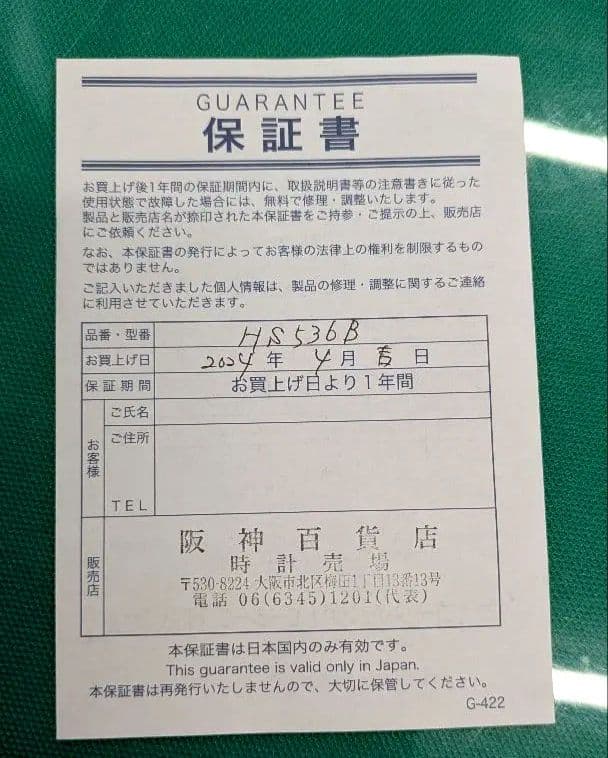 GUARANTEE
保証書
お買上げ後1年間の保証期間内に、取扱説明書等の注意書きに従った
使用状態で故障した場合には、無料で修理・調整いたします。
製品と販売店名が捺印された本保証書をご持参・ご提示の上、販売店
にご依頼ください。
なお、本保証書の発行によってお客様の法律上の権利を制限するもの
ではありません。
ご記入いただきました個人情報は、製品の修理・調整に関するご連絡
に利用させていただきます。
品番・型番 HS536B
お買上げ日 2024年 4月 吉日
保証期間 お買上げ日より1年間
お客様
ご氏名
ご住所
TEL
販売店
阪神百貨店
時計売場
〒530-8224 大阪市北区梅田1丁目13番13号
電話 06(6345)1201(代表)
本保証書は日本国内のみ有効です。
This guarantee is valid only in Japan.
本保証書は再発行いたしませんので、大切に保管してください。
G-422